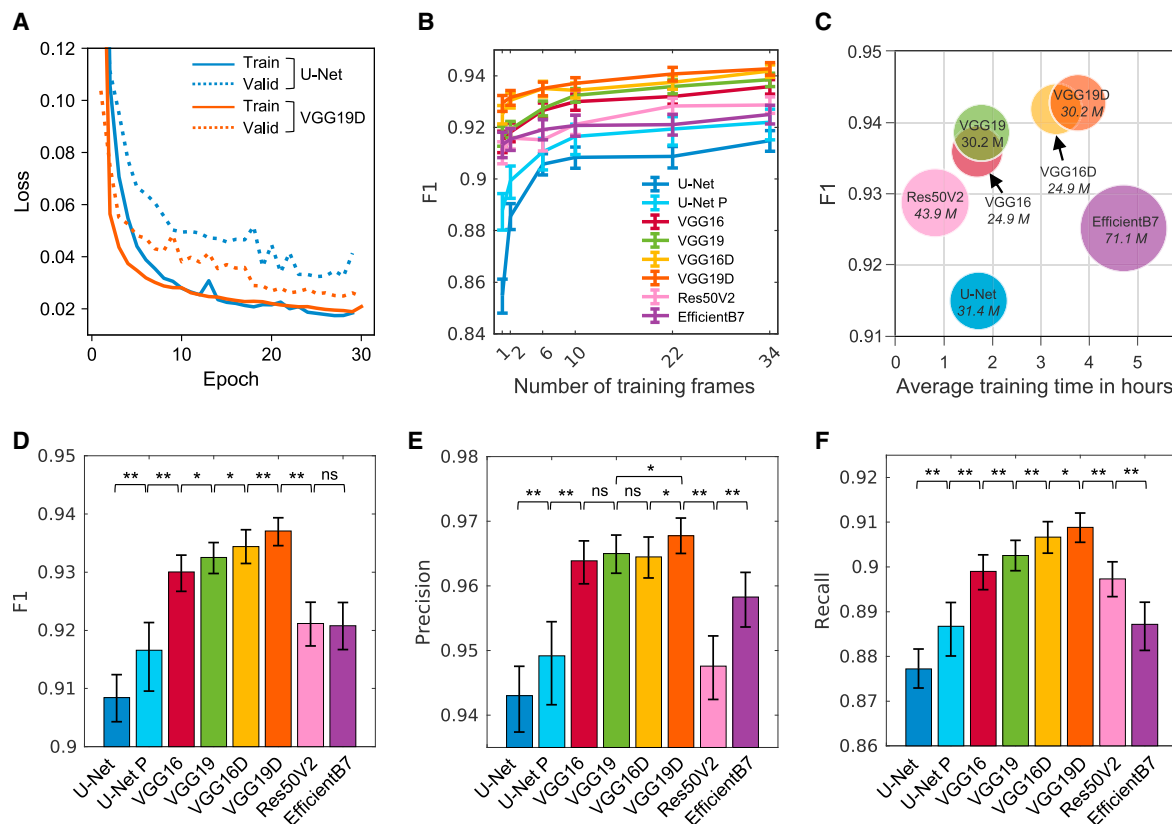 A
0.12
0.10
0.08
0.06
0.04
0.02
Loss
0
10
20
30
Epoch
Train
Valid
U-Net
Train
Valid
VGG19D
B
0.94
0.92
0.9
0.88
0.86
0.84
F1
1
2
6
10
22
34
Number of training frames
U-Net
U-Net P
VGG16
VGG19
VGG16D
VGG19D
Res50V2
EfficientB7
C
0.95
0.94
0.93
0.92
0.91
F1
0 1 2 3 4 5
Average training time in hours
VGG19D
30.2 M
VGG19
30.2 M
VGG16D
24.9 M
VGG16
24.9 M
Res50V2
43.9 M
EfficientB7
71.1 M
U-Net
31.4 M
D
0.95
0.94
0.93
0.92
0.91
0.9
F1
** ** * * ** ** ns
U-Net
U-Net P
VGG16
VGG19
VGG16D
VGG19D
Res50V2
EfficientB7
E
0.98
0.97
0.96
0.95
0.94
Precision
*
** ** ns ns * ** **
U-Net
U-Net P
VGG16
VGG19
VGG16D
VGG19D
Res50V2
EfficientB7
F
0.92
0.91
0.9
0.89
0.88
0.87
0.86
Recall
** ** ** ** * ** **
U-Net
U-Net P
VGG16
VGG19
VGG16D
VGG19D
Res50V2
EfficientB7